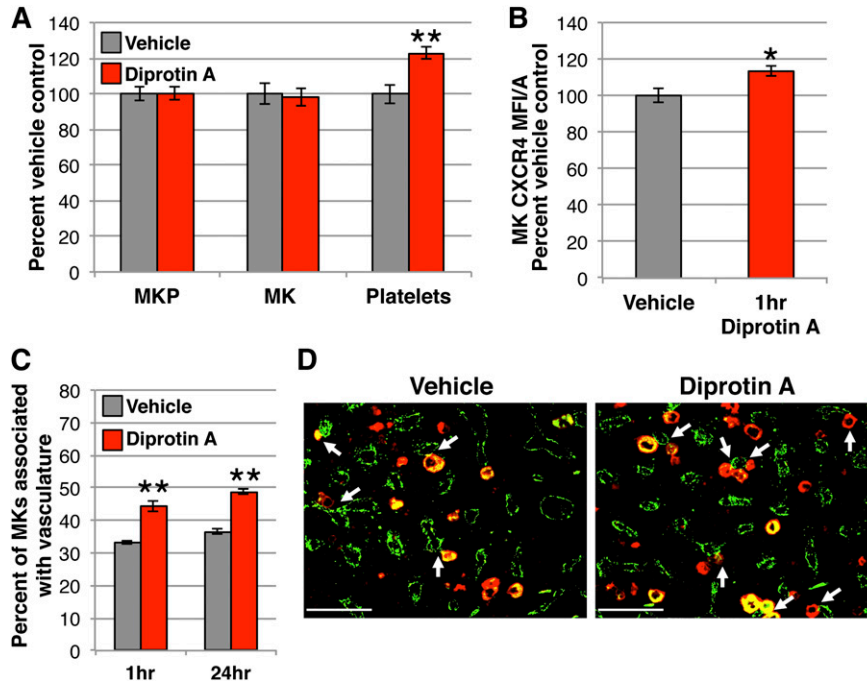 A
Percent vehicle control
140
120
100
80
60
40
20
0
Vehicle
Diprotin A
**
MKP
MK
Platelets
B
MK CXCR4 MFI/A
Percent vehicle control
140
120
100
80
60
40
20
0
*
Vehicle
1hr
Diprotin A
C
Percent of MKs associated
with vasculature
80
70
60
50
40
30
20
10
0
Vehicle
Diprotin A
**
**
1hr
24hr
D
Vehicle
Diprotin A